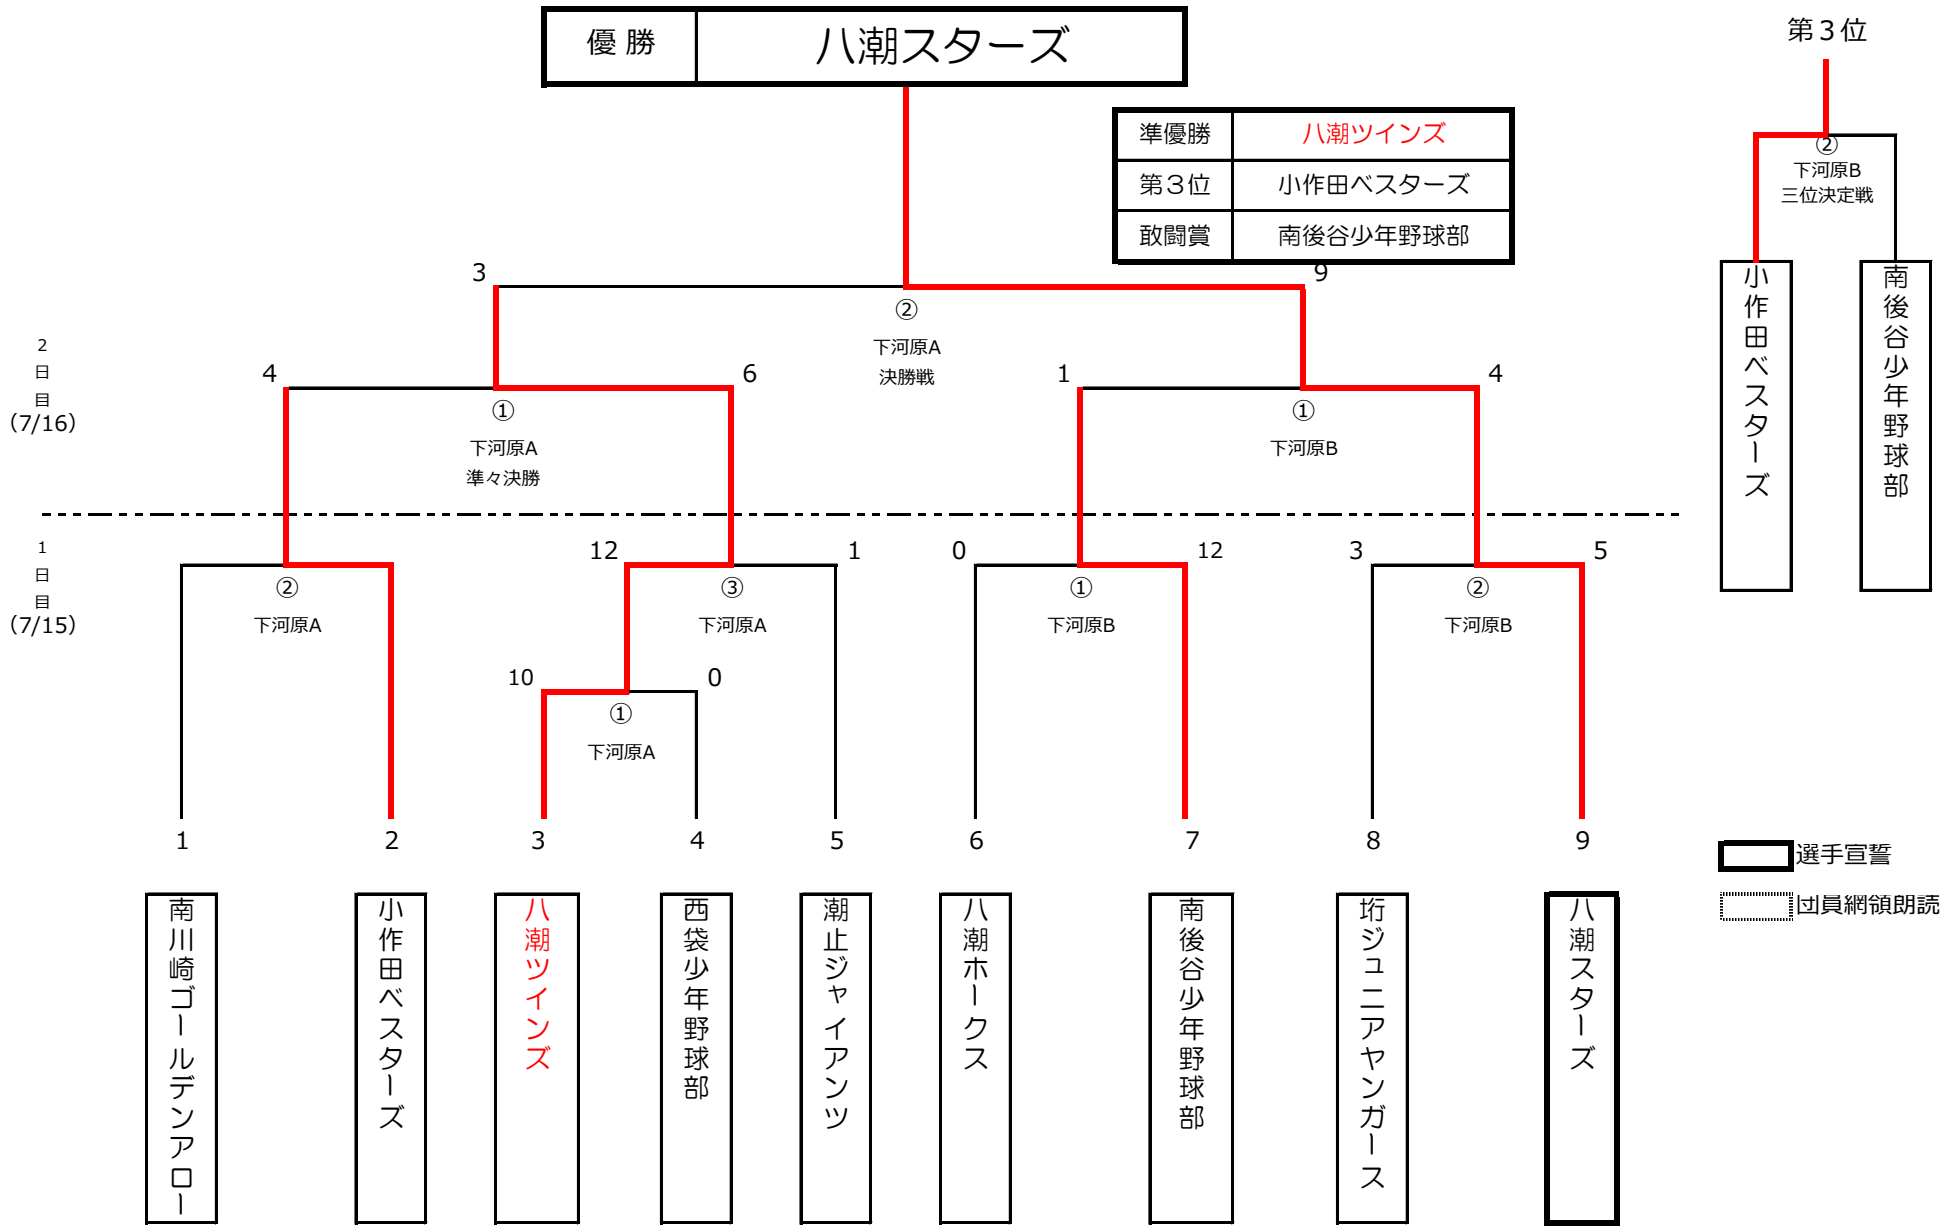 優 勝 八潮スターズ
第３位
準優勝 八潮ツインズ
第３位 小作田ベスターズ
敢闘賞 南後谷少年野球部
②
下河原B
三位決定戦
小作田ベスターズ
南後谷少年野球部
3 9
②
下河原A
決勝戦
2
日
目
(7/16)
4 6 1 4
① ①
下河原A 下河原B
準々決勝
1
日
目
(7/15)
12 1 0 12 3 5
② ③ ① ②
下河原A 下河原A 下河原B 下河原B
10 0
①
下河原A
1 2 3 4 5 6 7 8 9
南川崎ゴールデンアロー
小作田ベスターズ
八潮ツインズ
西袋少年野球部
潮止ジャイアンツ
八潮ホークス
南後谷少年野球部
垳ジュニアヤンガース
八潮スターズ
選手宣誓
団員網領朗読